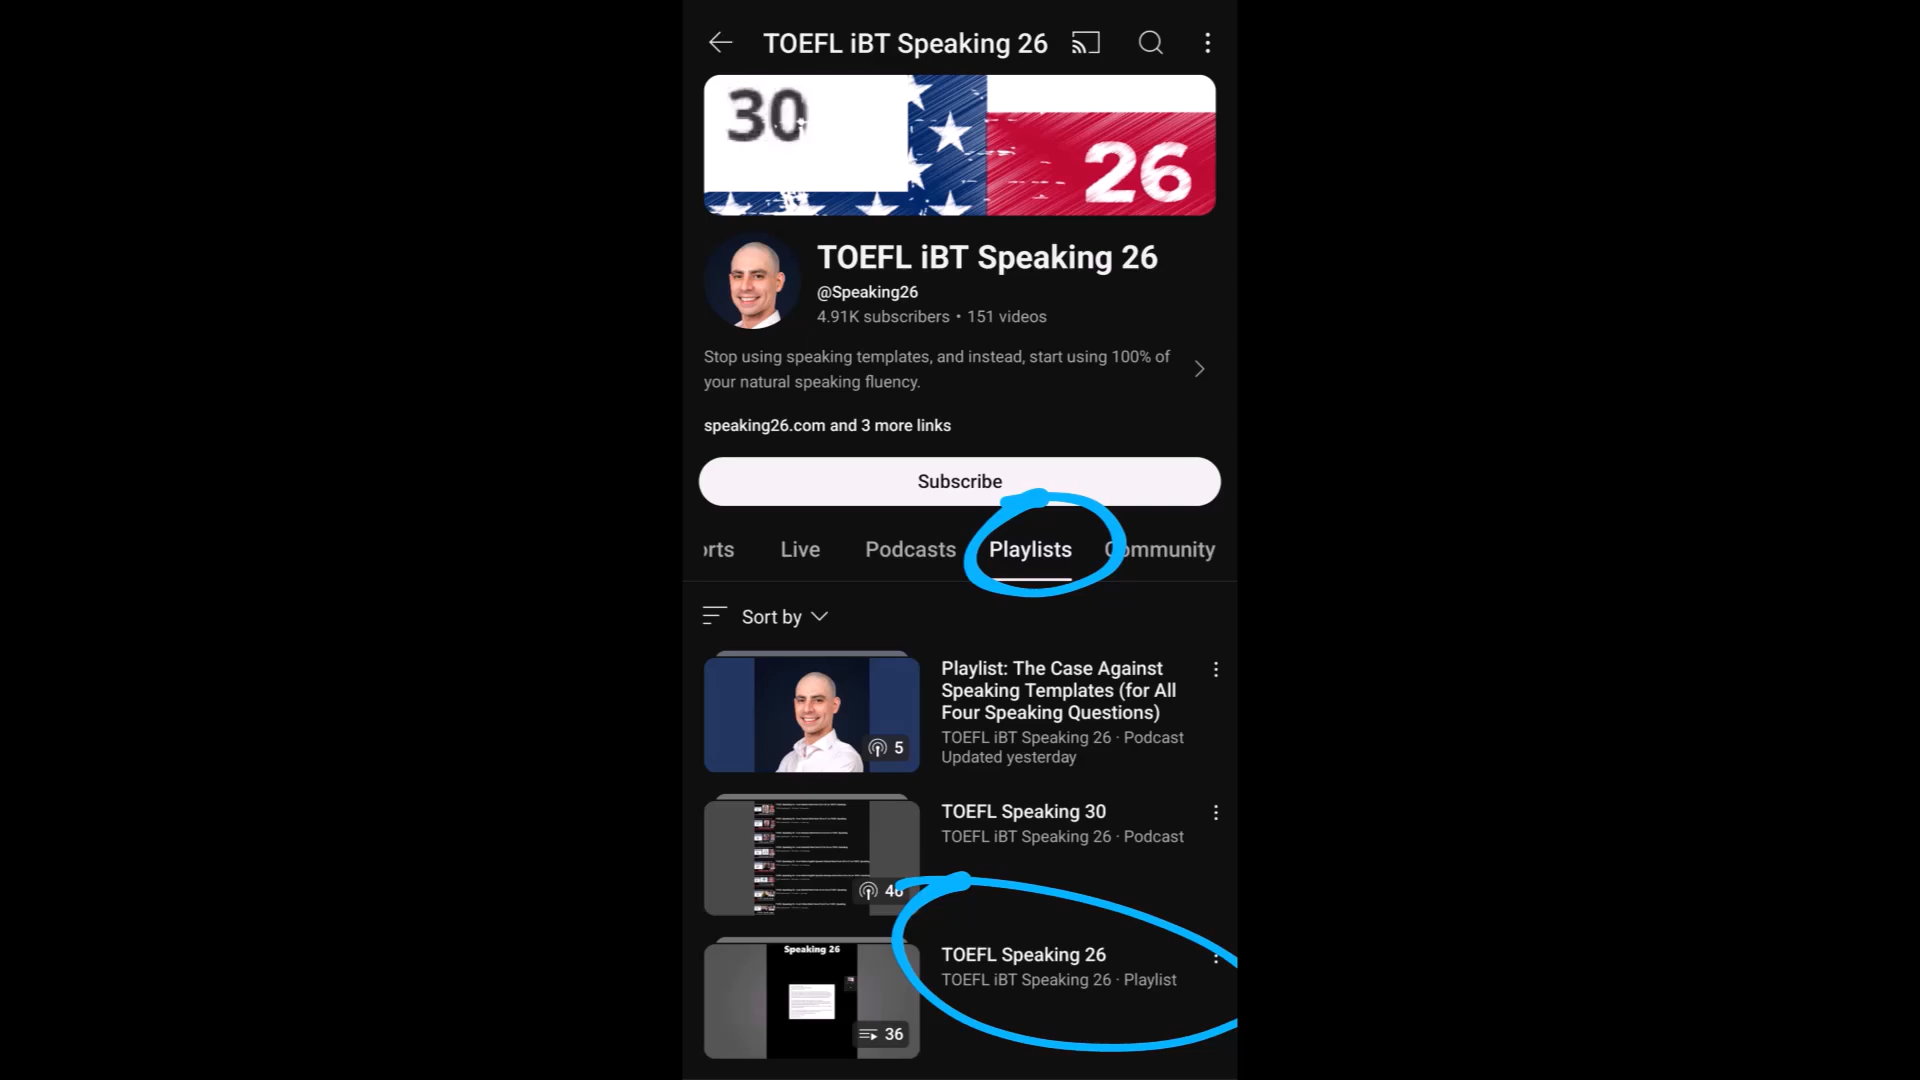 TOEFL iBT Speaking 26
30
26
TOEFL iBT Speaking 26
@Speaking26
4.91K subscribers • 151 videos
Stop using speaking templates, and instead, start using 100% of
your natural speaking fluency.
speaking26.com and 3 more links
Subscribe
orts Live Podcasts Playlists Community
Sort by
Playlist: The Case Against
Speaking Templates (for All
Four Speaking Questions)
TOEFL iBT Speaking 26 · Podcast
Updated yesterday
5
TOEFL Speaking 30
TOEFL iBT Speaking 26 · Podcast
46
Speaking 26
TOEFL Speaking 26
TOEFL iBT Speaking 26 · Playlist
36